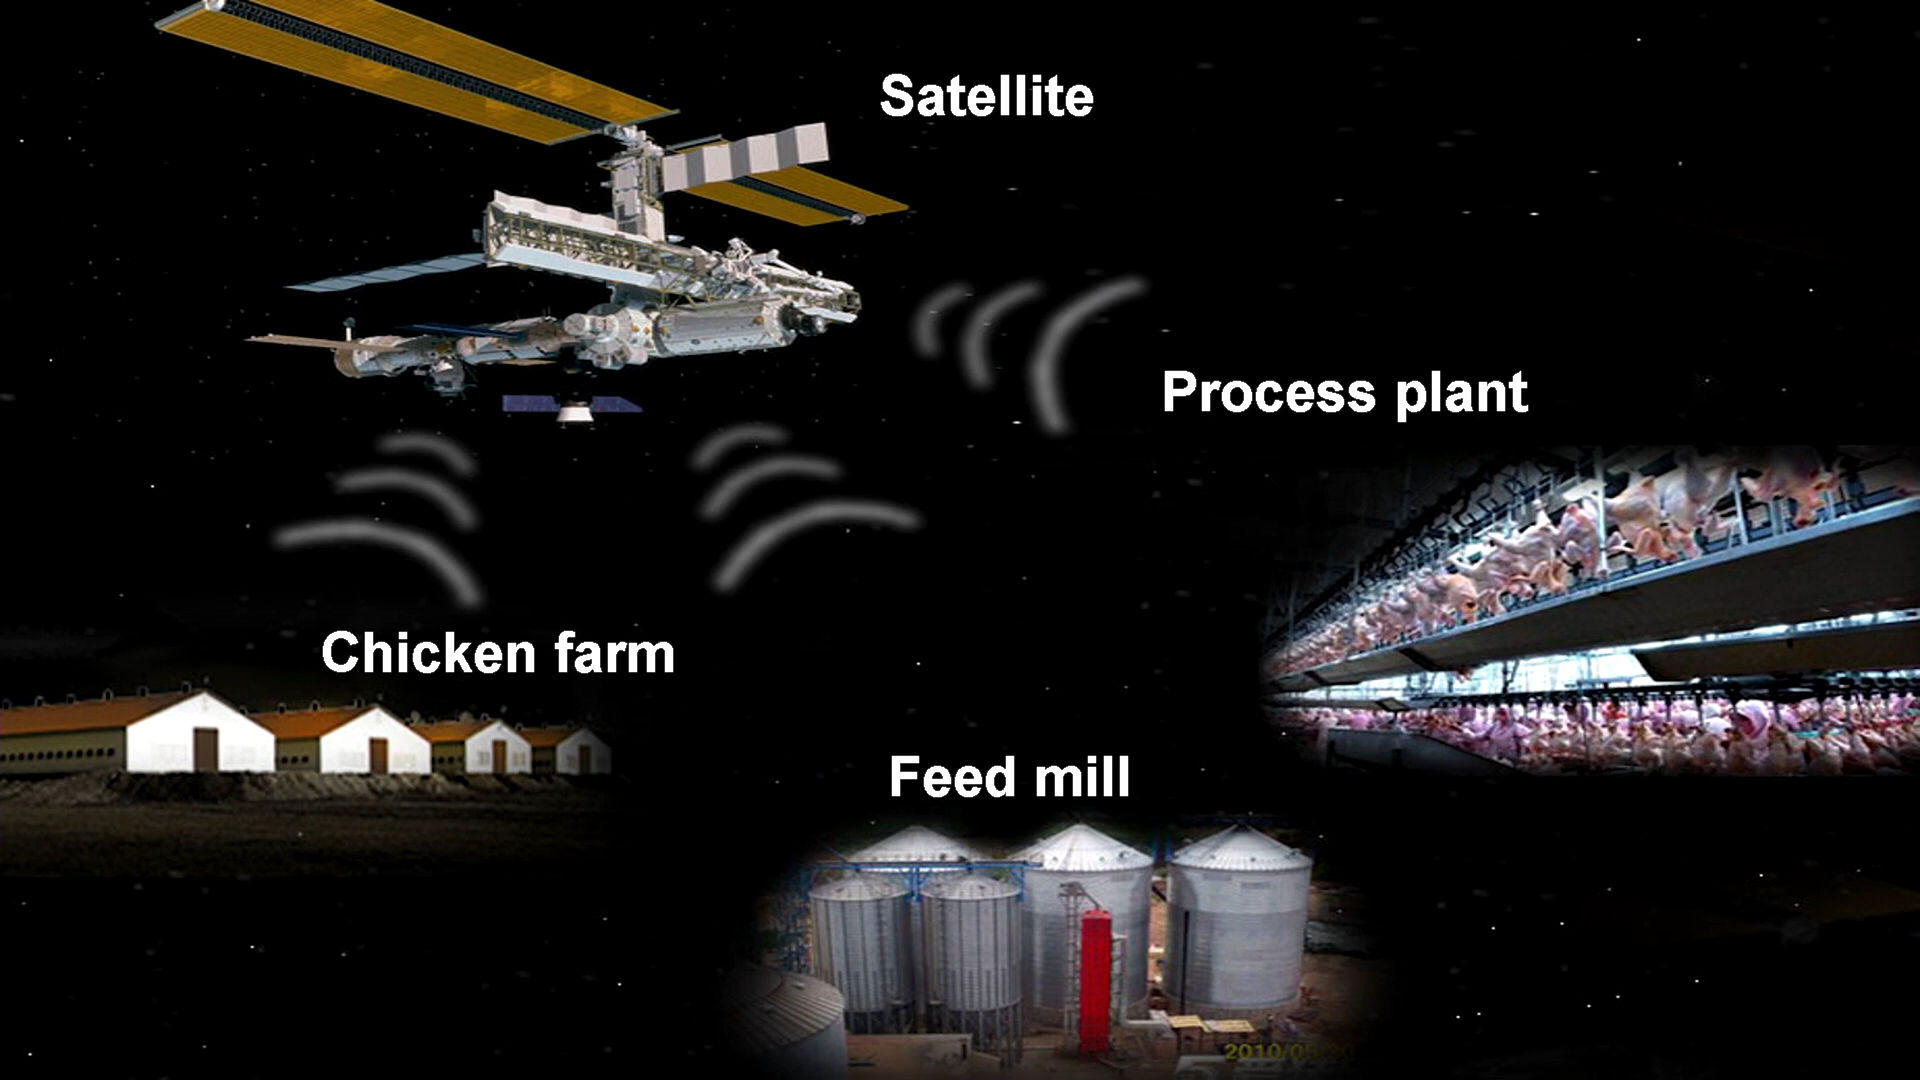 Satellite
Process plant
Chicken farm
Feed mill